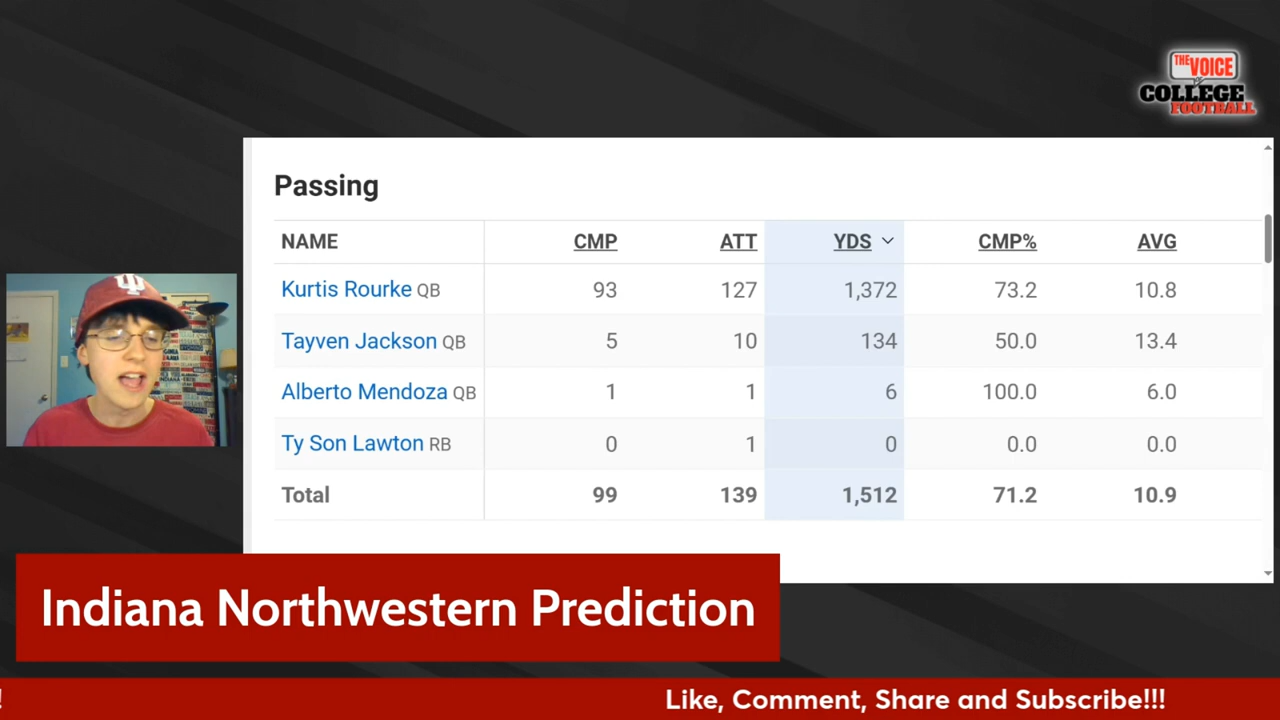 THE VOICE
OF
COLLEGE
FOOTBALL
Passing
NAME CMP ATT YDS CMP% AVG
Kurtis Rourke QB 93 127 1,372 73.2 10.8
Tayven Jackson QB 5 10 134 50.0 13.4
Alberto Mendoza QB 1 1 6 100.0 6.0
Ty Son Lawton RB 0 1 0 0.0 0.0
Total 99 139 1,512 71.2 10.9
Indiana Northwestern Prediction
! Like, Comment, Share and Subscribe!!!